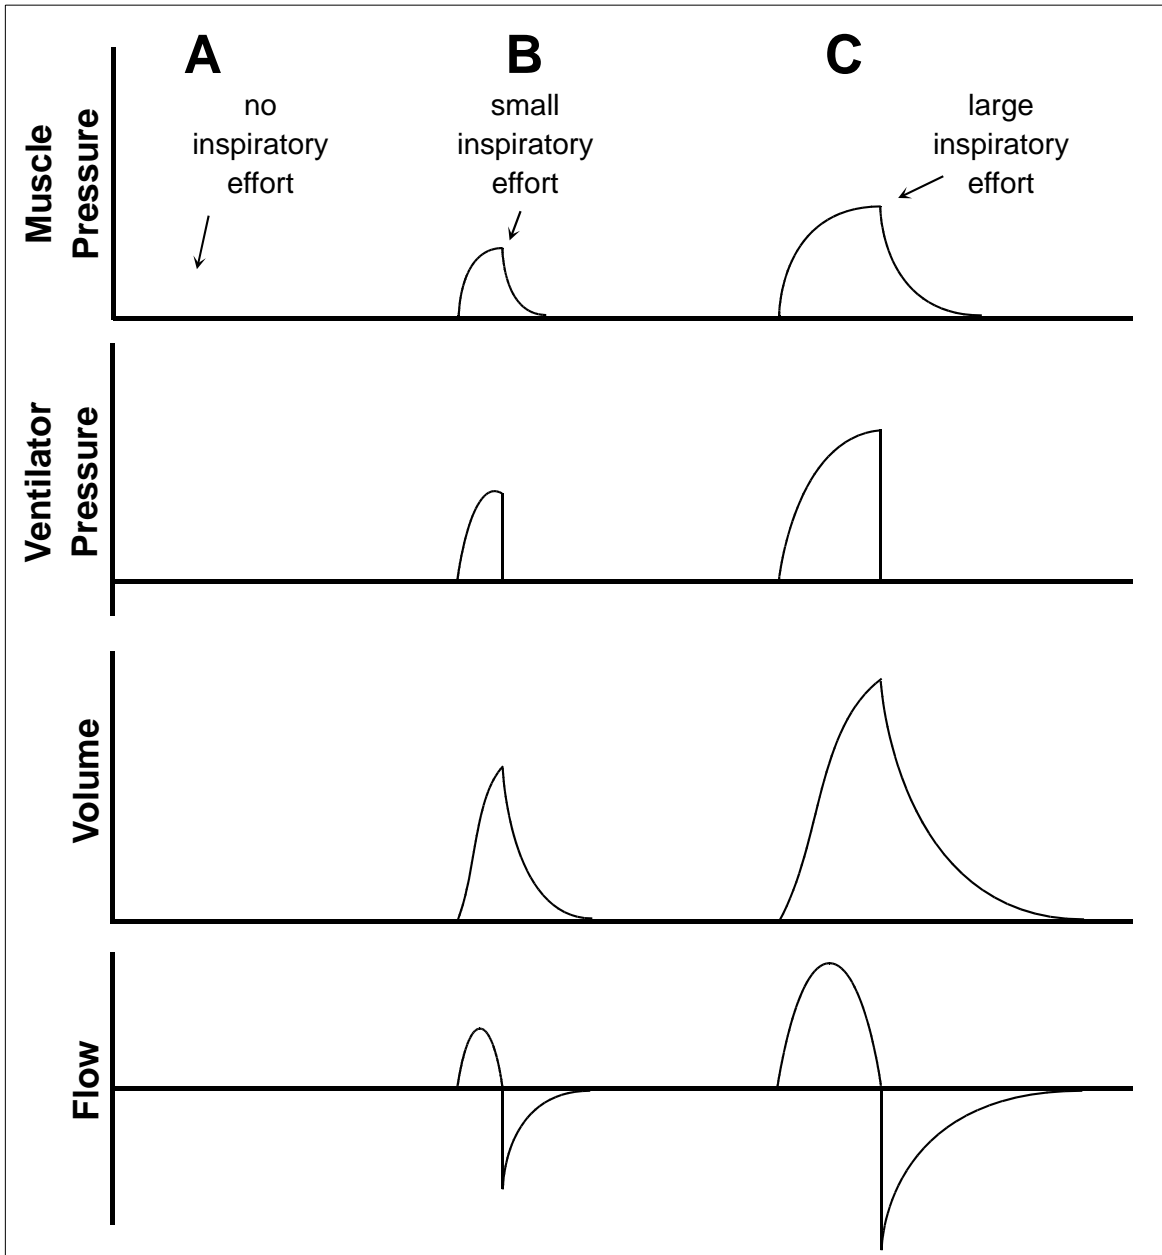 A
B
C
no
inspiratory
effort
small
inspiratory
effort
large
inspiratory
effort
Muscle
Pressure
Ventilator
Pressure
Volume
Flow